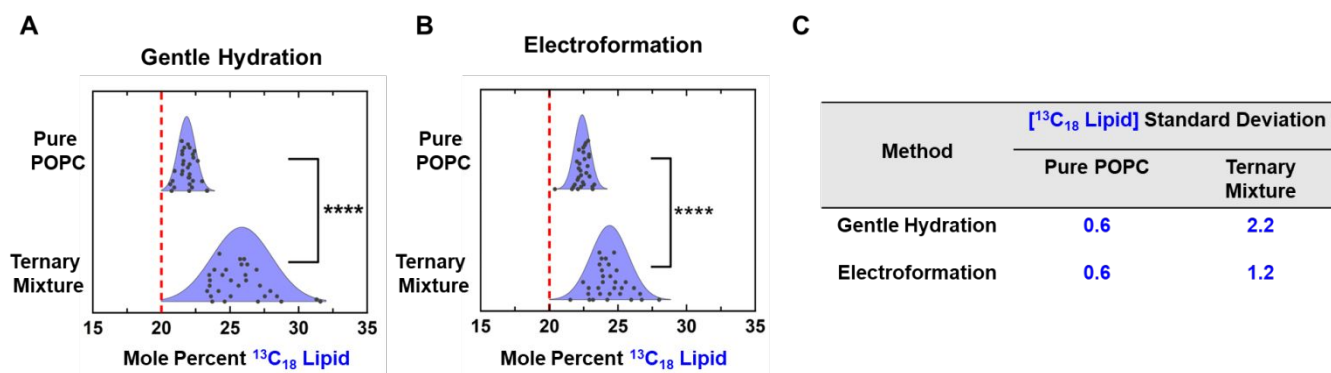 A
Gentle Hydration
Pure
POPC
****
Ternary
Mixture
15 20 25 30 35
Mole Percent ¹³C₁₈ Lipid
B
Electroformation
Pure
POPC
****
Ternary
Mixture
15 20 25 30 35
Mole Percent ¹³C₁₈ Lipid
C
Method
[¹³C₁₈ Lipid] Standard Deviation
Pure POPC Ternary
Mixture
Gentle Hydration 0.6 2.2
Electroformation 0.6 1.2